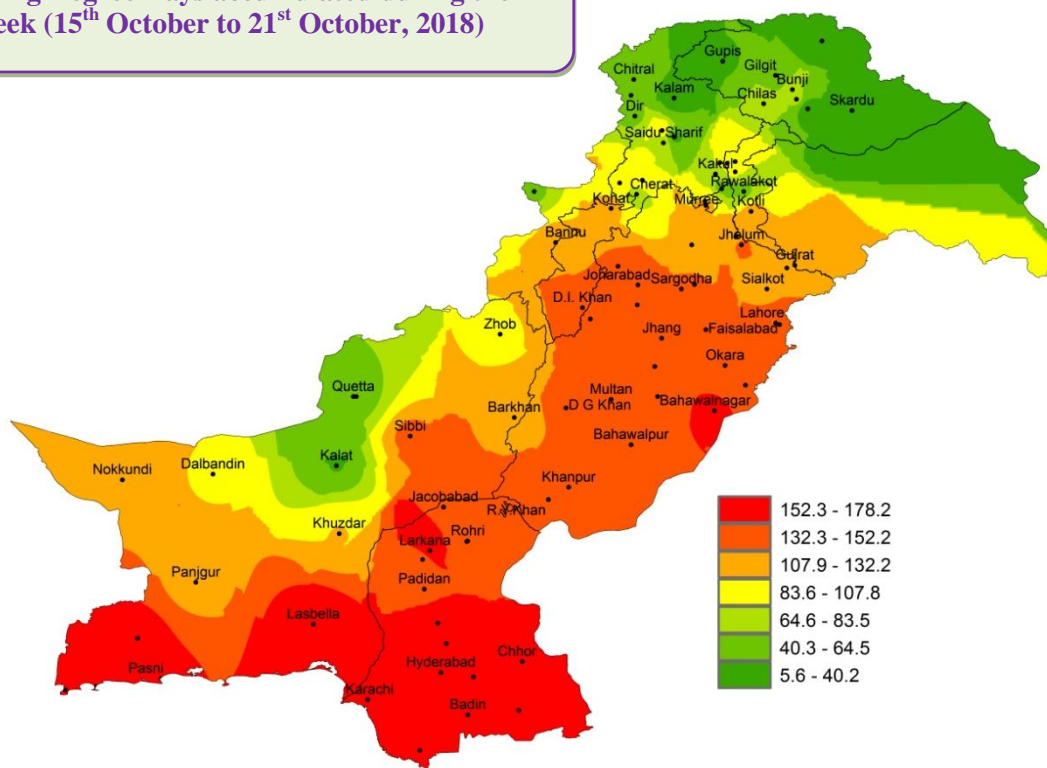 (15th October to 21st October, 2018)
Gupis
Chitral
Gilgit
Bunji
Kalam
Chilas
Skardu
Dir
Saidu Sharif
Kakul
Cherat
Rawalakot
Kohat
Murree
Kotli
Bannu
Jhelum
Gujrat
Joharabad
Sargodha
Sialkot
D.I. Khan
Lahore
Zhob
Jhang
Faisalabad
Okara
Quetta
Multan
Barkhan
D G Khan
Bahawalnagar
Sibbi
Bahawalpur
Kalat
Nokkundi
Dalbandin
Khanpur
Jacobabad
R.Y.Khan
Khuzdar
Rohri
Larkana
Panjgur
Padidan
Lasbella
Chhor
Pasni
Hyderabad
Karachi
Badin
152.3 - 178.2
132.3 - 152.2
107.9 - 132.2
83.6 - 107.8
64.6 - 83.5
40.3 - 64.5
5.6 - 40.2